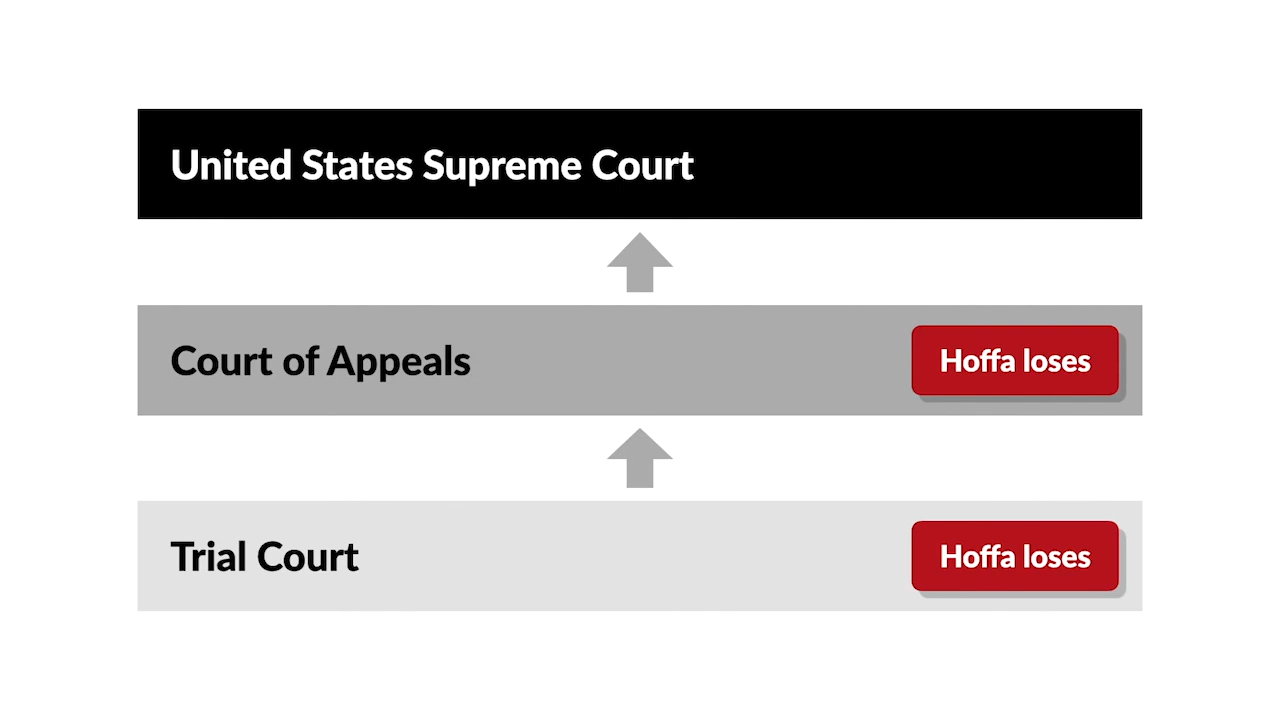 United States Supreme Court
Court of Appeals
Hoffa loses
Trial Court
Hoffa loses